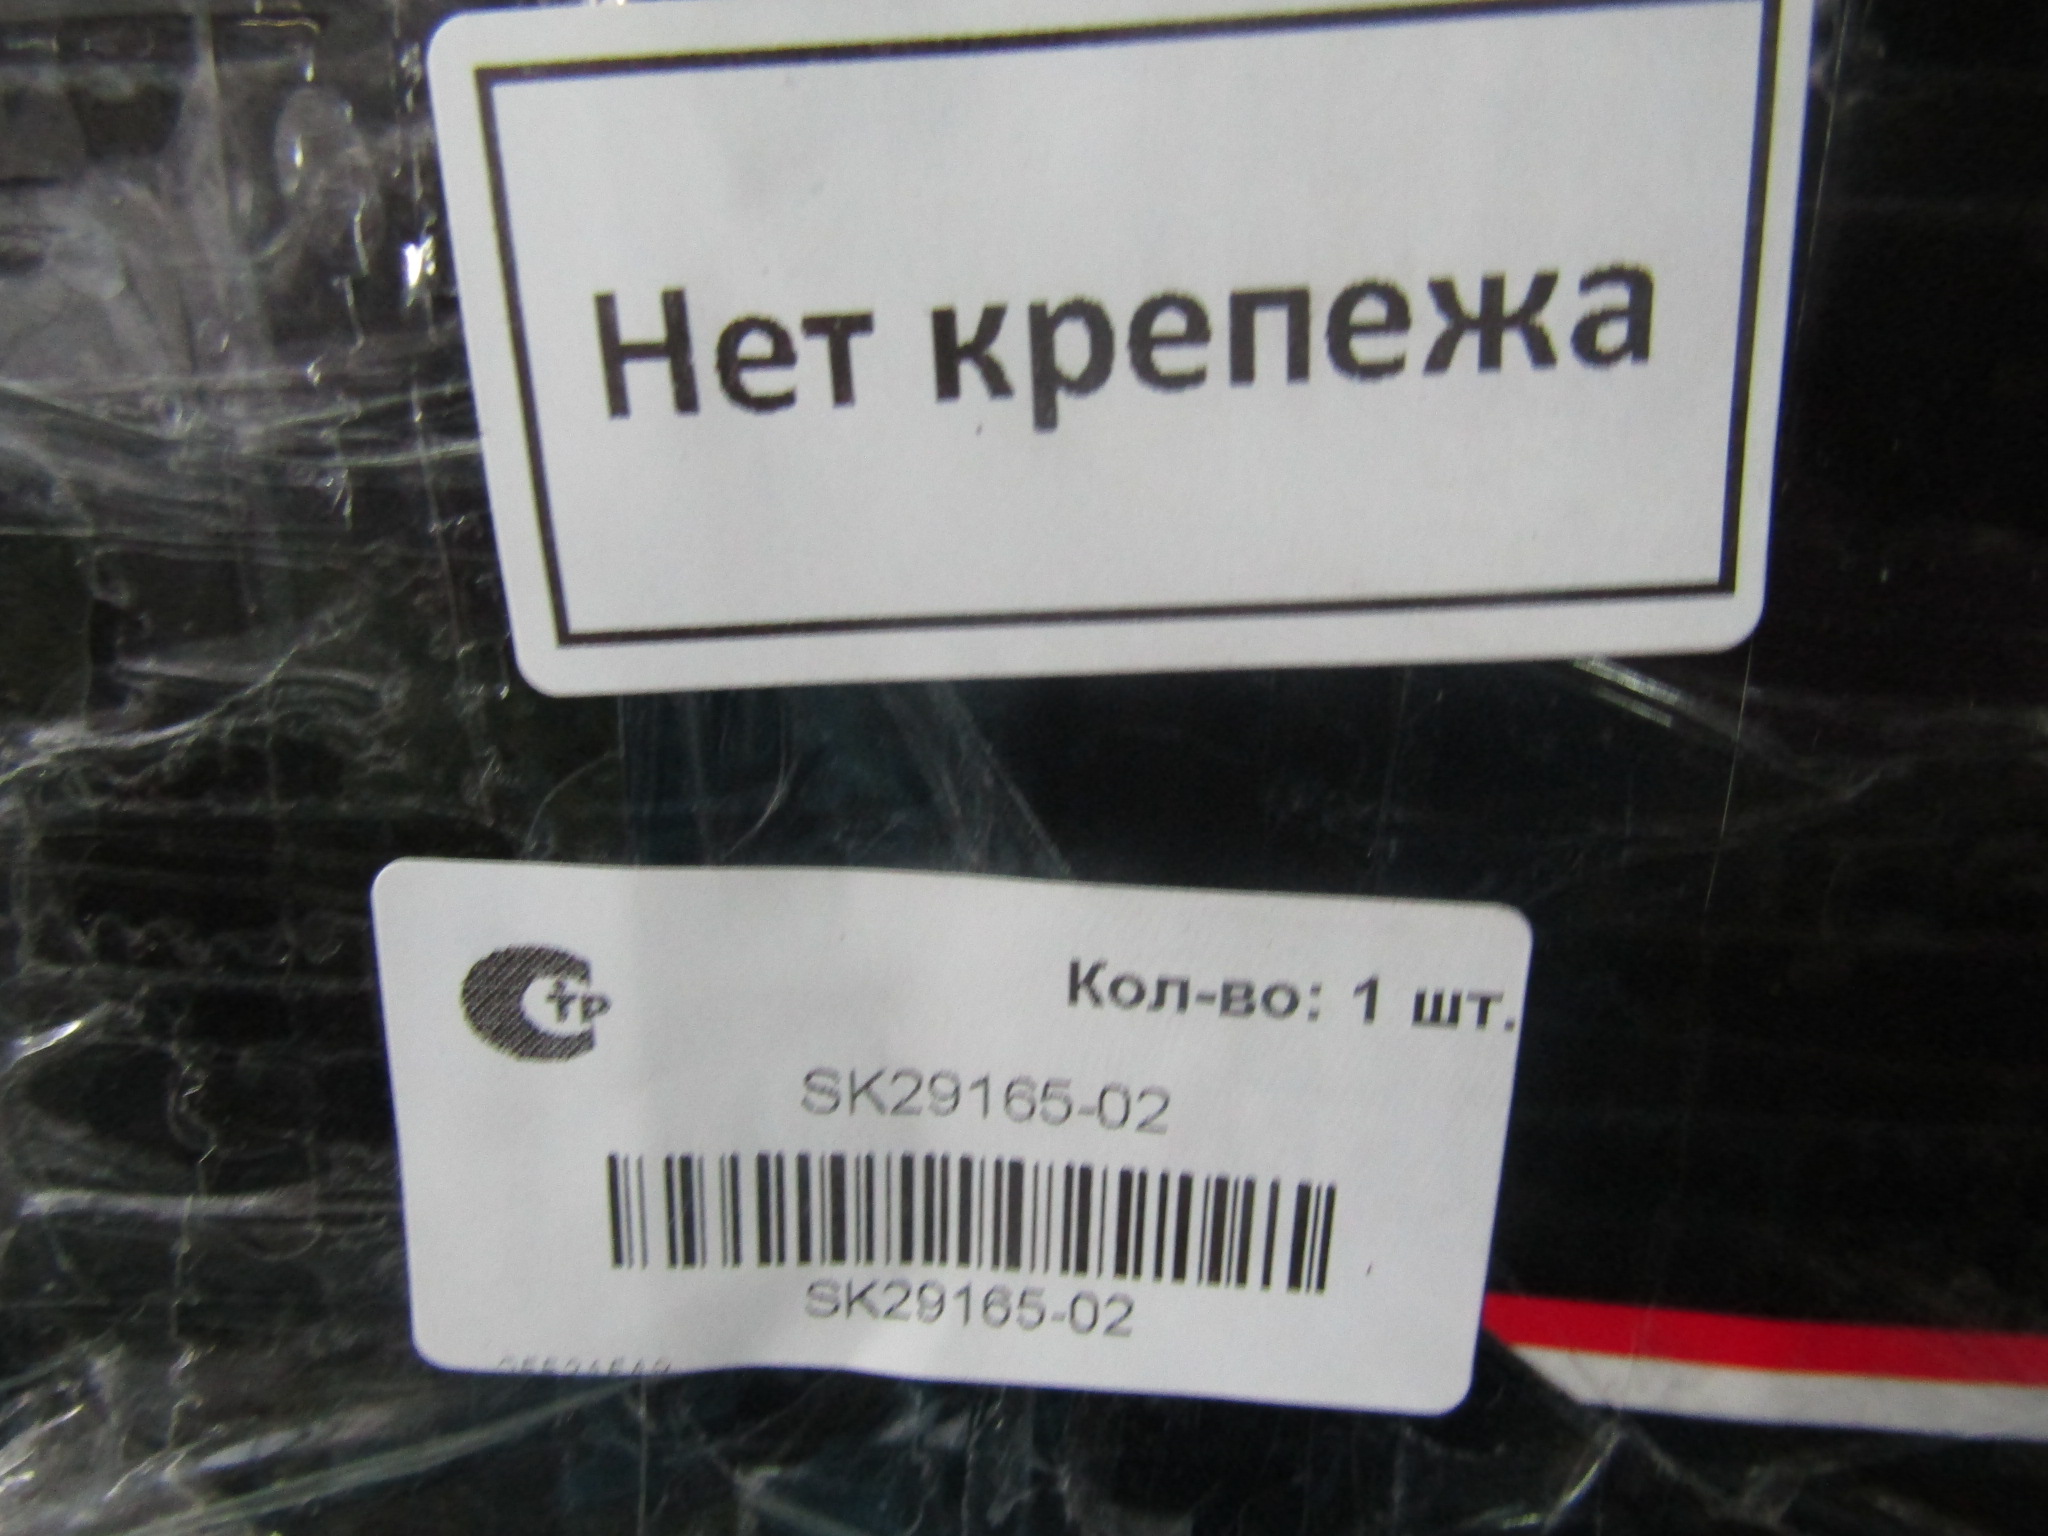 Нет крепежа
Кол-во: 1 шт.
SK29165-02
SK29165-02